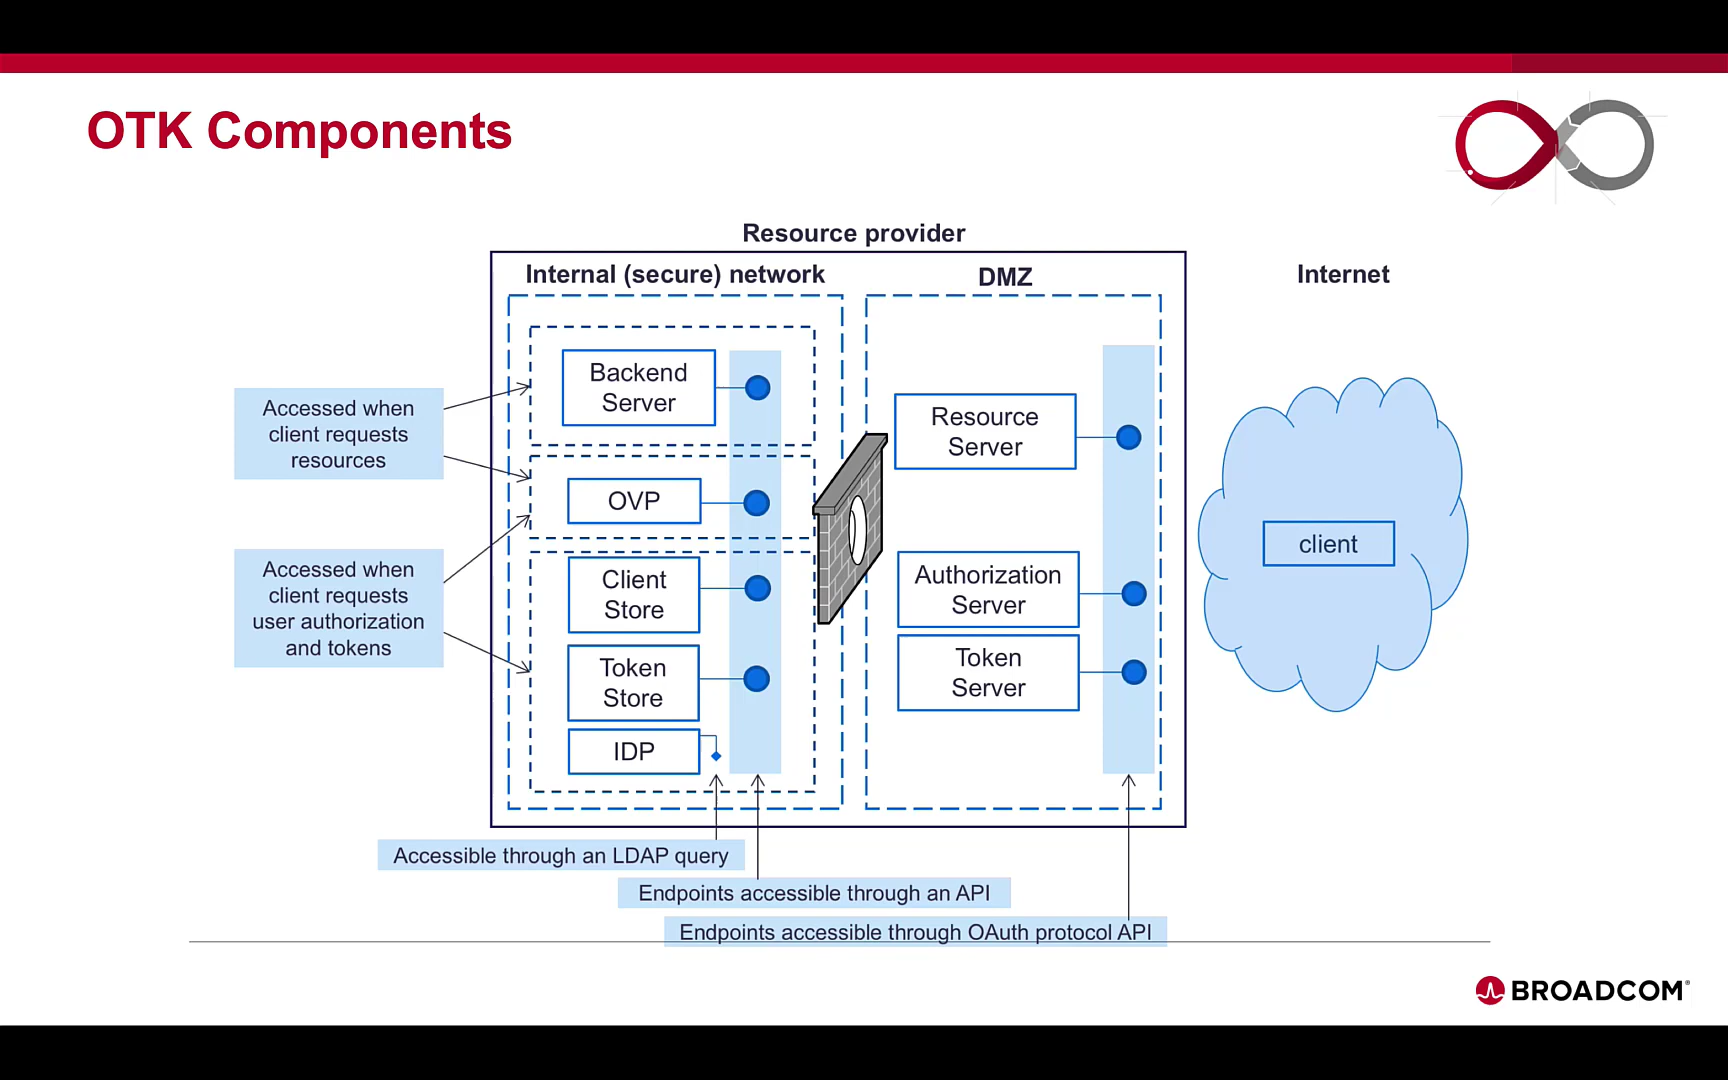 OTK Components
Resource provider
Internal (secure) network
DMZ
Internet
Backend
Server
OVP
Client
Store
Token
Store
IDP
Resource
Server
Authorization
Server
Token
Server
client
Accessed when
client requests
resources
Accessed when
client requests
user authorization
and tokens
Accessible through an LDAP query
Endpoints accessible through an API
Endpoints accessible through OAuth protocol API
BROADCOM®